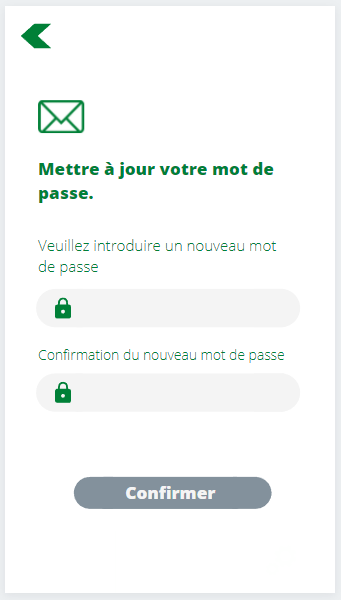 Mettre à jour votre mot de
passe.
Veuillez introduire un nouveau mot
de passe
Confirmation du nouveau mot de passe
Confirmer